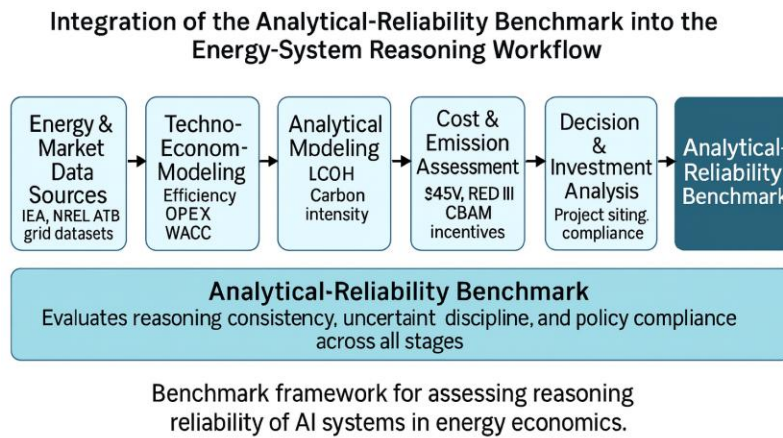 Integration of the Analytical-Reliability Benchmark into the
Energy-System Reasoning Workflow
Energy &
Market
Data
Sources
IEA, NREL ATB
grid datasets
Techno-
Econom-
Modeling
Efficiency
OPEX
WACC
Analytical
Modeling
LCOH
Carbon
intensity
Cost &
Emission
Assessment
$45V, RED III
CBAM
incentives
Decision
&
Investment
Analysis
Project siting.
compliance
Analytical-
Reliability
Benchmark
Analytical-Reliability Benchmark
Evaluates reasoning consistency, uncertaint discipline, and policy compliance
across all stages
Benchmark framework for assessing reasoning
reliability of AI systems in energy economics.